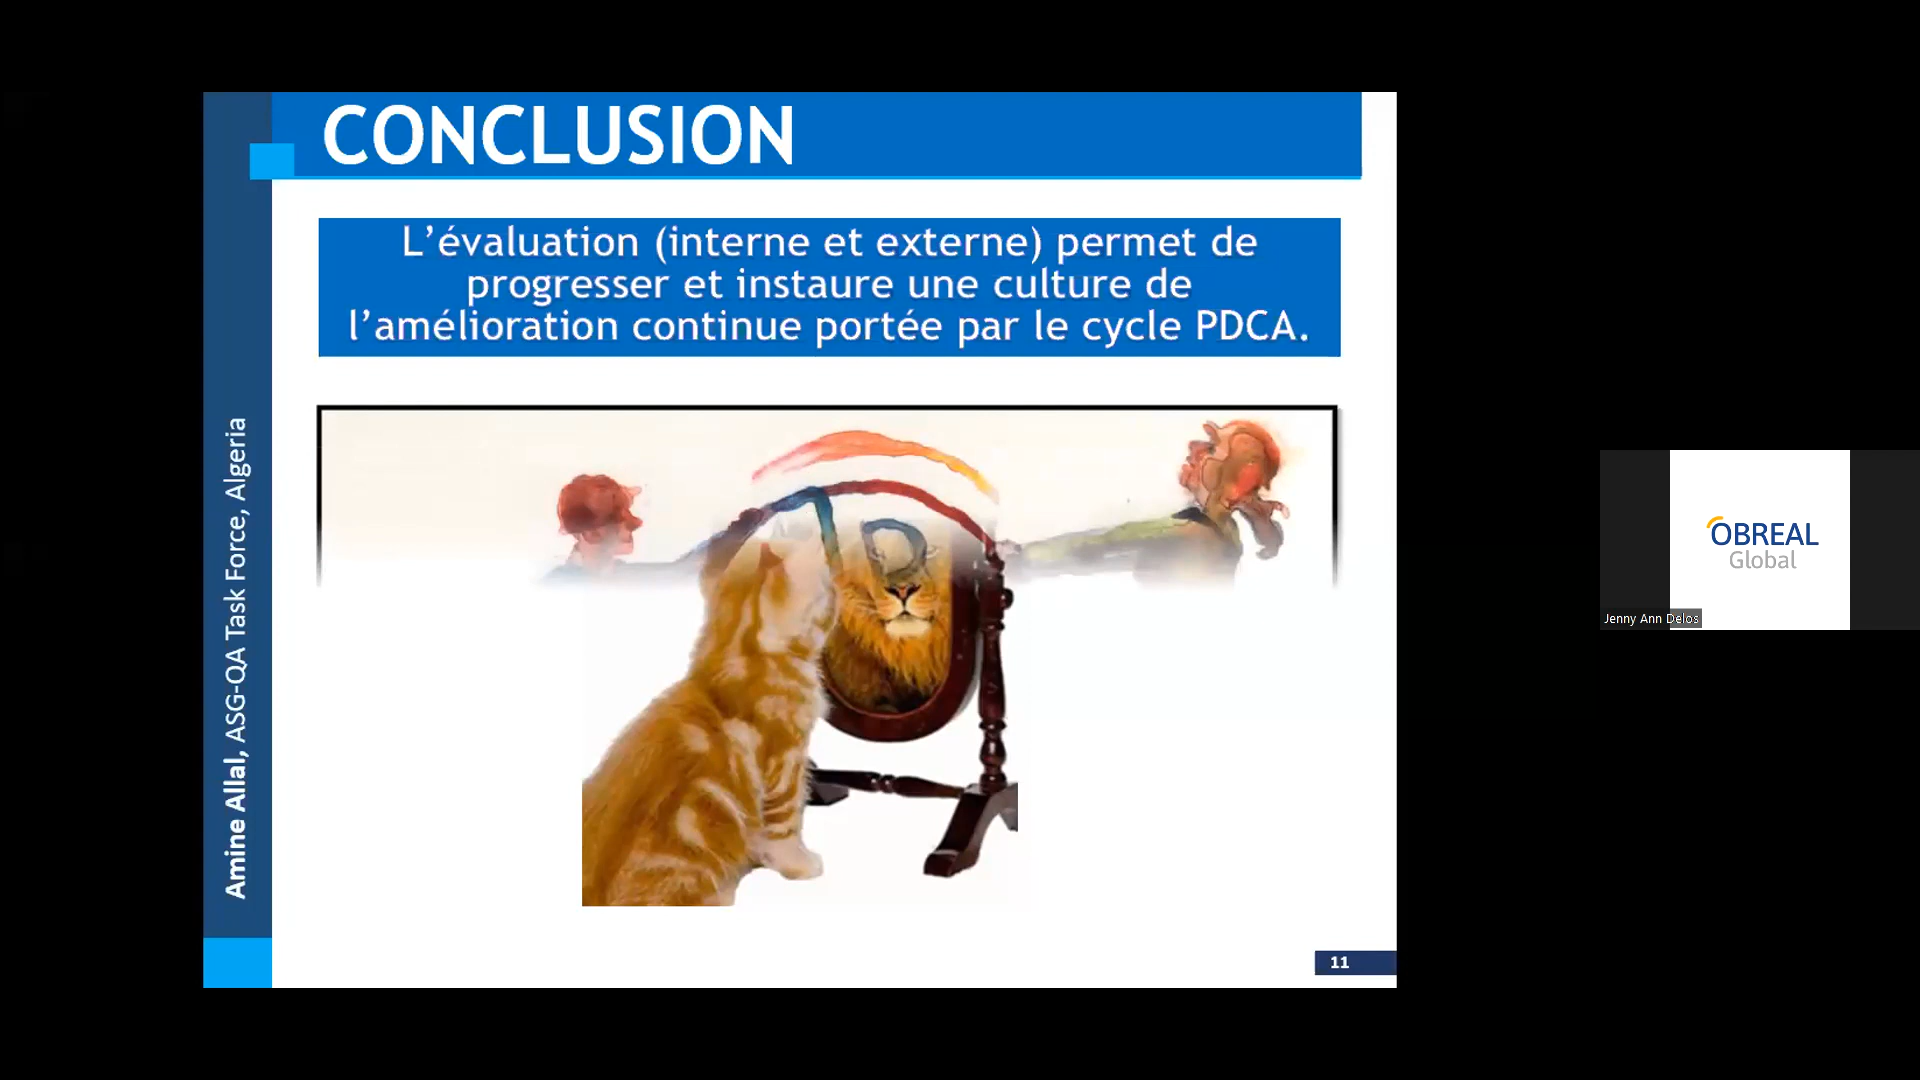 CONCLUSION
L’évaluation (interne et externe) permet de
progresser et instaure une culture de
l’amélioration continue portée par le cycle PDCA.
Amine Allal, ASG-QA Task Force, Algeria
11
OBREAL
Global
Jenny Ann Delos